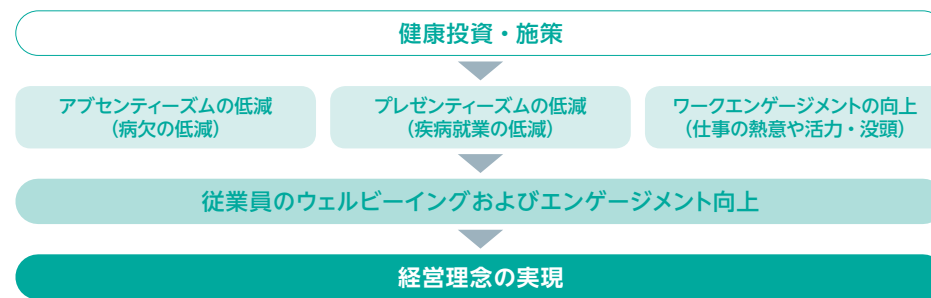 健康投資・施策
アブセンティーズムの低減
(病欠の低減)
プレゼンティーズムの低減
(疾病就業の低減)
ワークエンゲージメントの向上
(仕事の熱意や活力・没頭)
従業員のウェルビーイングおよびエンゲージメント向上
経営理念の実現